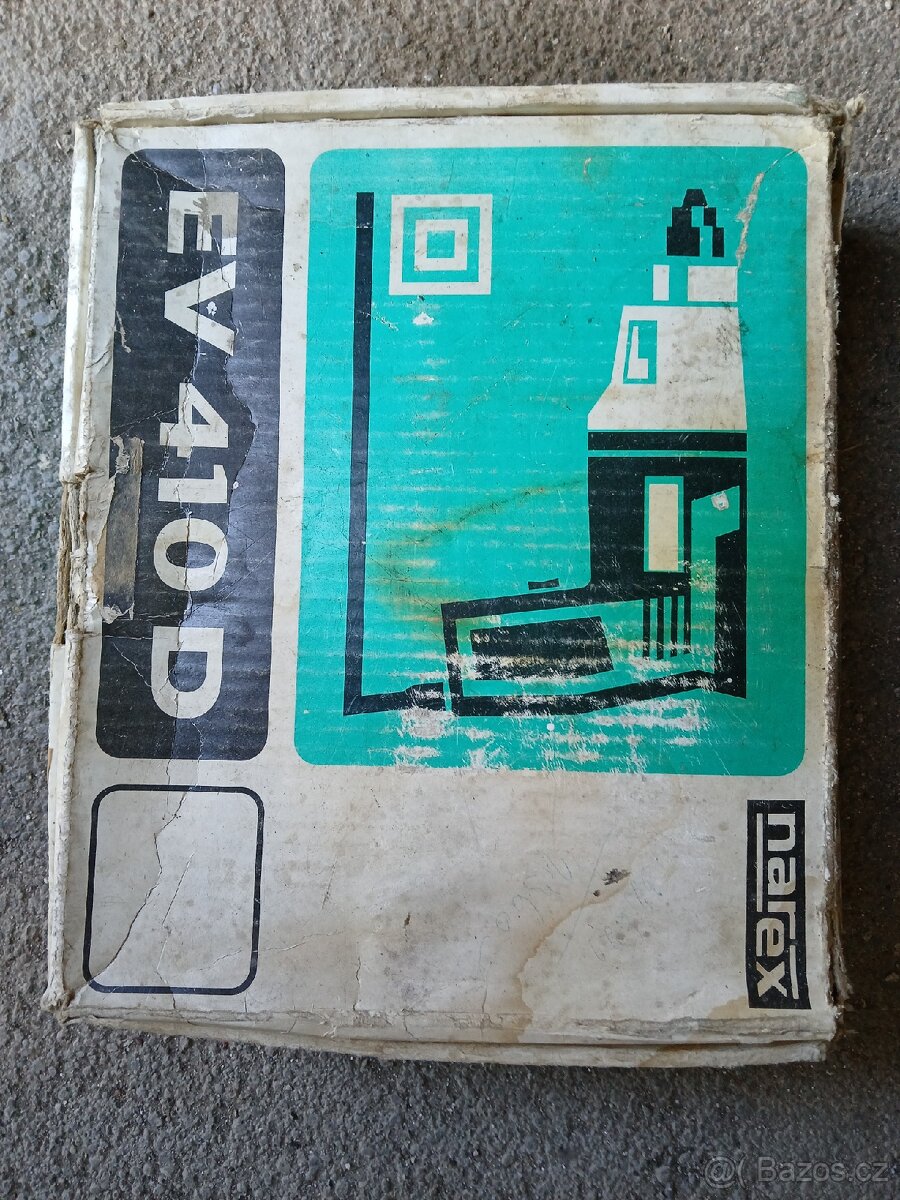 EV 410 D
narex
@( Bazos.cz